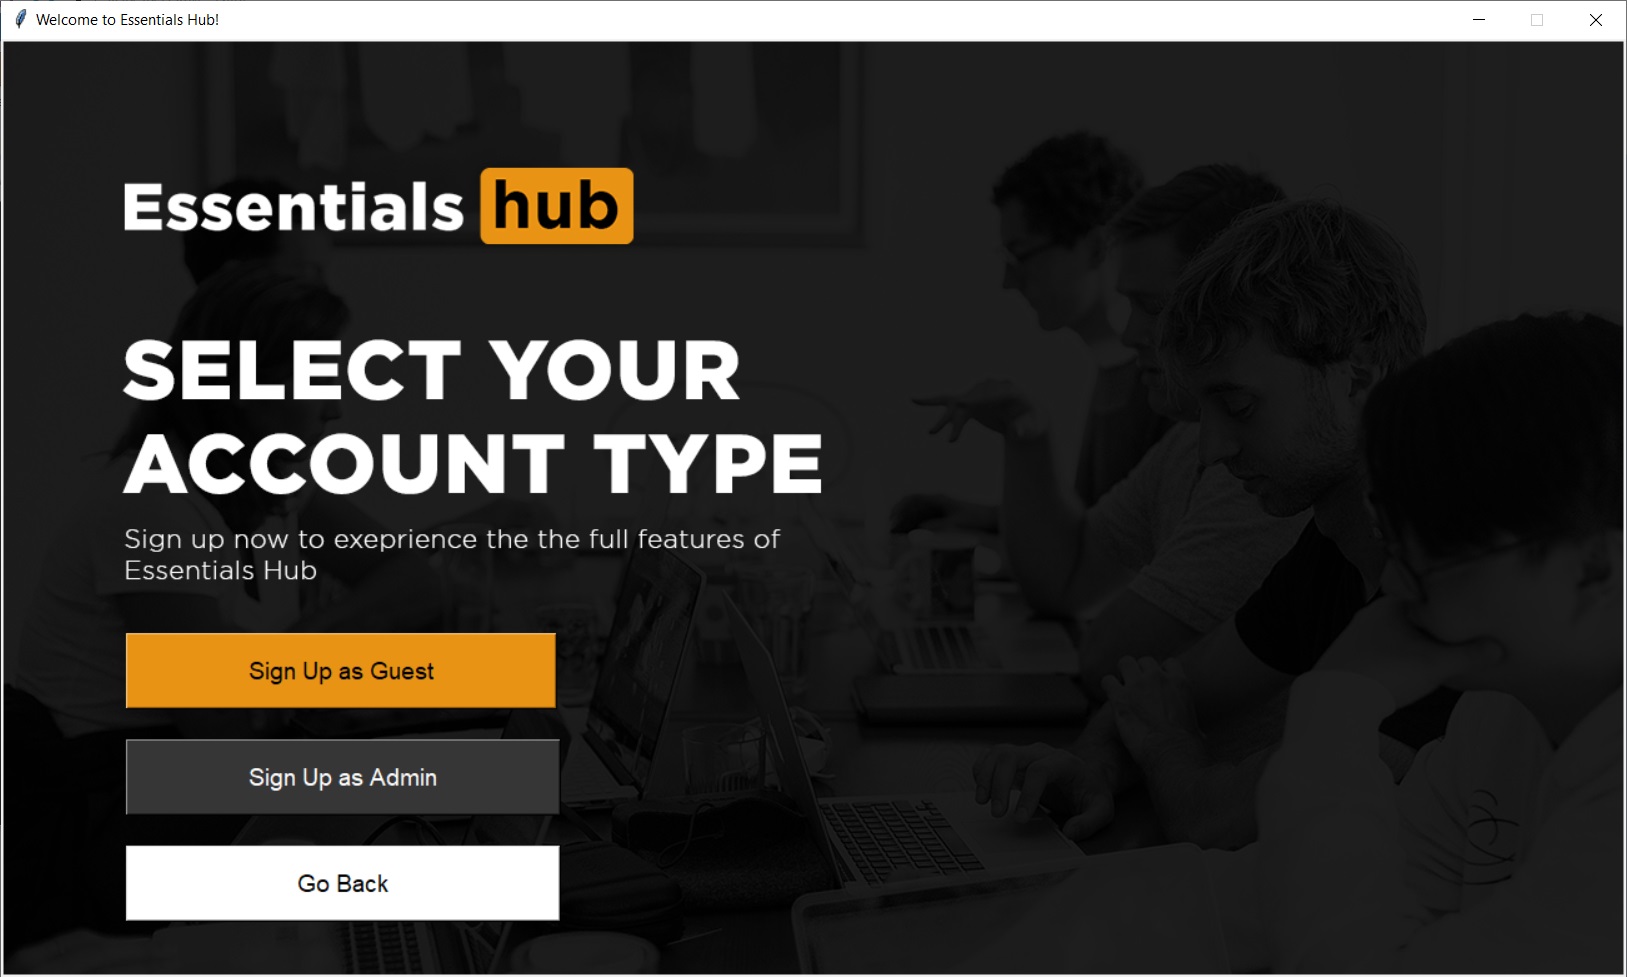 Welcome to Essentials Hub!
Essentials hub
SELECT YOUR
ACCOUNT TYPE
Sign up now to exeprience the the full features of
Essentials Hub
Sign Up as Guest
Sign Up as Admin
Go Back